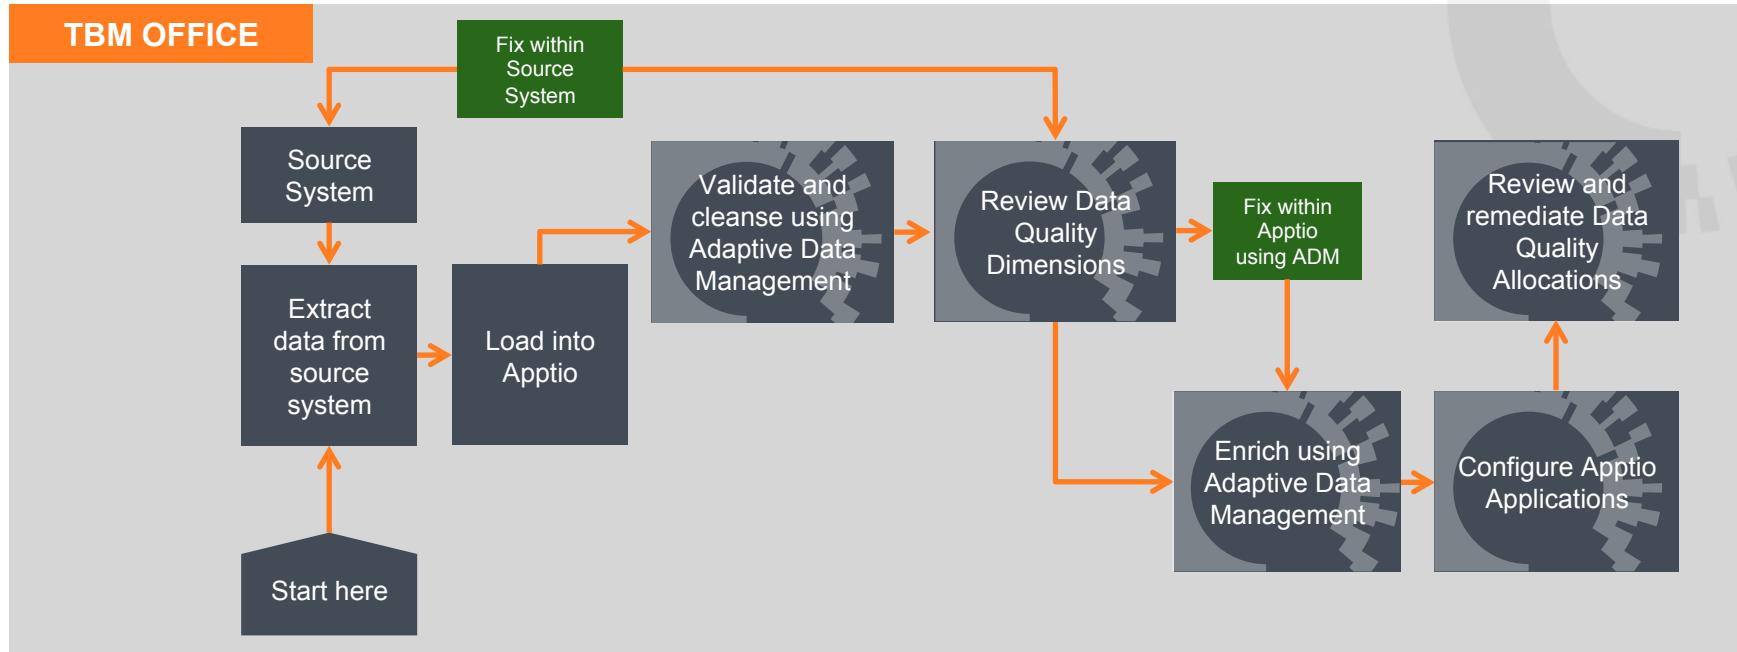 TBM OFFICE
Fix within
Source
System
Source
System
Validate and
cleanse using
Adaptive Data
Management
Review Data
Quality
Dimensions
Fix within
Apptio
using ADM
Review and
remediate Data
Quality
Allocations
Extract
data from
source
system
Load into
Apptio
Enrich using
Adaptive Data
Management
Configure Apptio
Applications
Start here